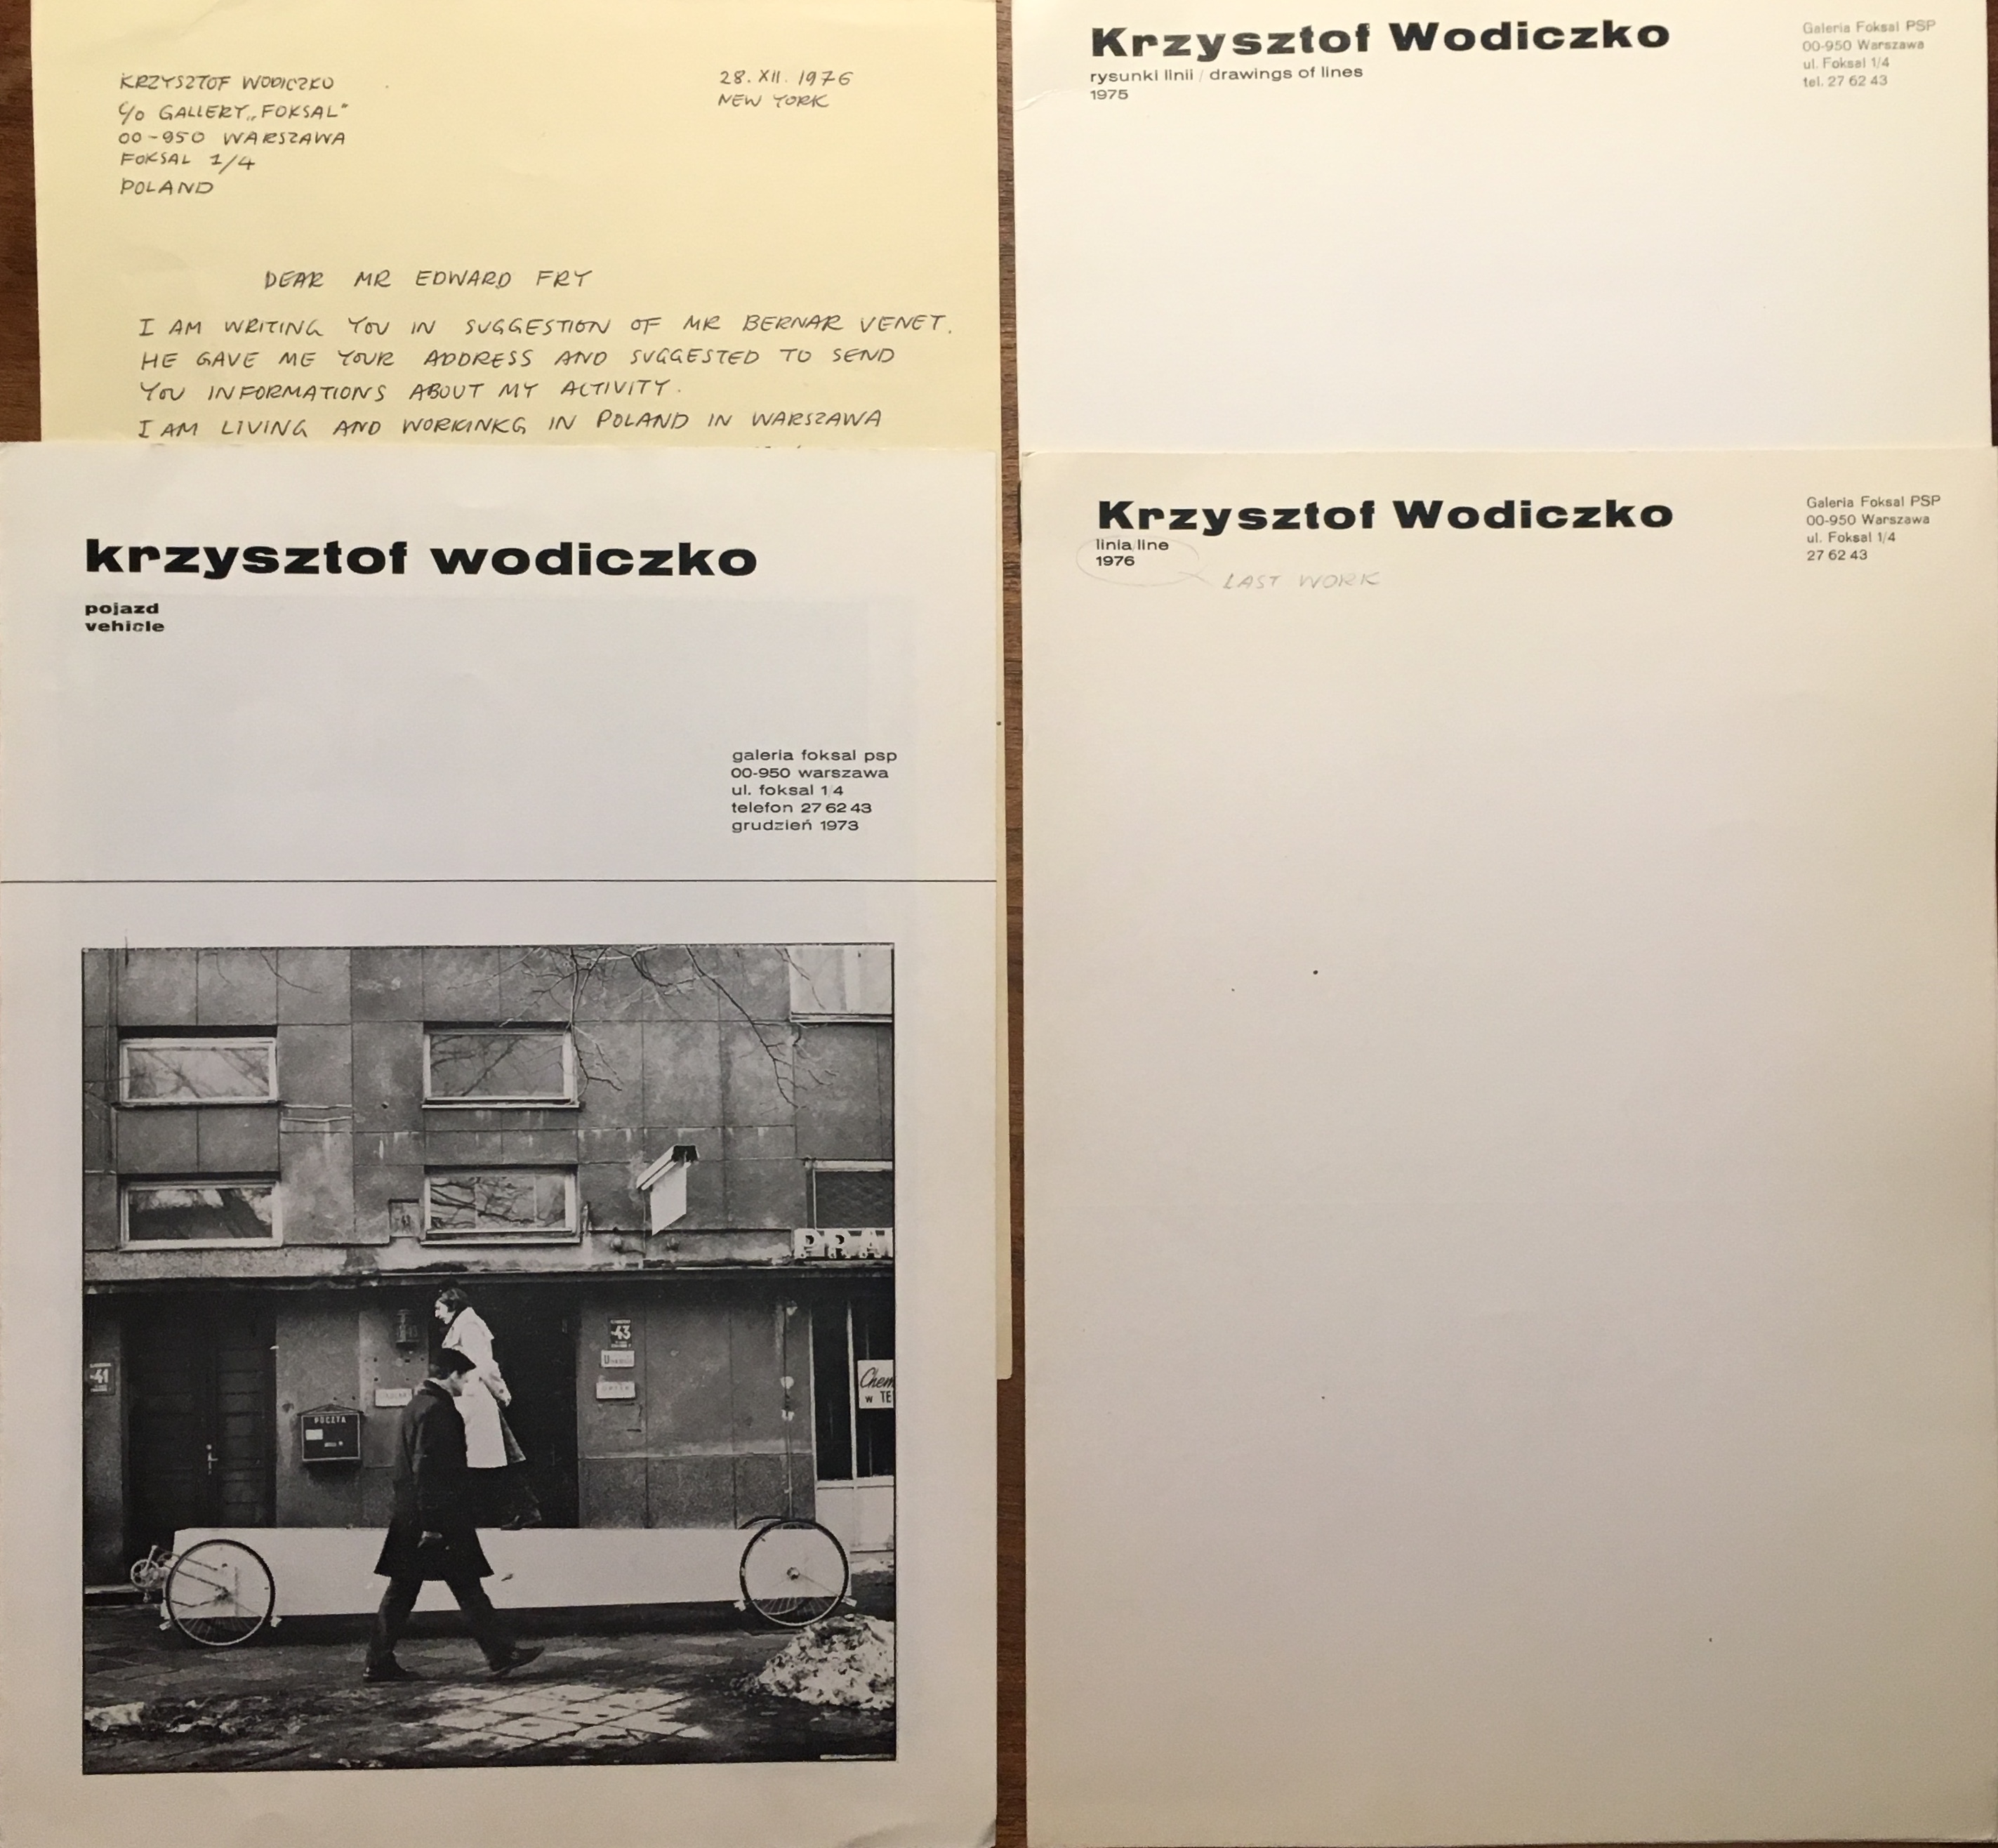 KRZYSZTOF WODICZKO
c/o GALLERY „FOKSAL"
00-950 WARSZAWA
FOKSAL 1/4
POLAND
28. XII. 1976
NEW YORK
DEAR MR EDWARD FRY
I AM WRITING YOU IN SUGGESTION OF MR BERNAR VENET.
HE GAVE ME YOUR ADDRESS AND SUGGESTED TO SEND
YOU INFORMATIONS ABOUT MY ACTIVITY.
I AM LIVING AND WORKINKG IN POLAND IN WARSZAWA
Krzysztof Wodiczko
rysunki linii / drawings of lines
1975
Galeria Foksal PSP
00-950 Warszawa
ul. Foksal 1/4
tel. 27 62 43
krzysztof wodiczko
pojazd
vehicle
galeria foksal psp
00-950 warszawa
ul. foksal 1/4
telefon 27 62 43
grudzień 1973
PRA
43
41
POCZTA
Chem
w TE
Krzysztof Wodiczko
linia/line
1976
LAST WORK
Galeria Foksal PSP
00-950 Warszawa
ul. Foksal 1/4
27 62 43